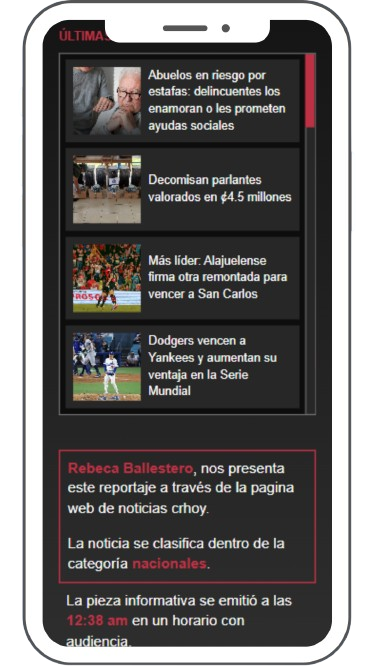 ÚLTIMAS
Abuelos en riesgo por
estafas: delincuentes los
enamoran o les prometen
ayudas sociales
Decomisan parlantes
valorados en ₡4.5 millones
Más líder: Alajuelense
firma otra remontada para
vencer a San Carlos
Dodgers vencen a
Yankees y aumentan su
ventaja en la Serie
Mundial
Rebeca Ballestero, nos presenta
este reportaje a través de la pagina
web de noticias crhoy.
La noticia se clasifica dentro de la
categoría nacionales.
La pieza informativa se emitió a las
12:38 am en un horario con
audiencia.